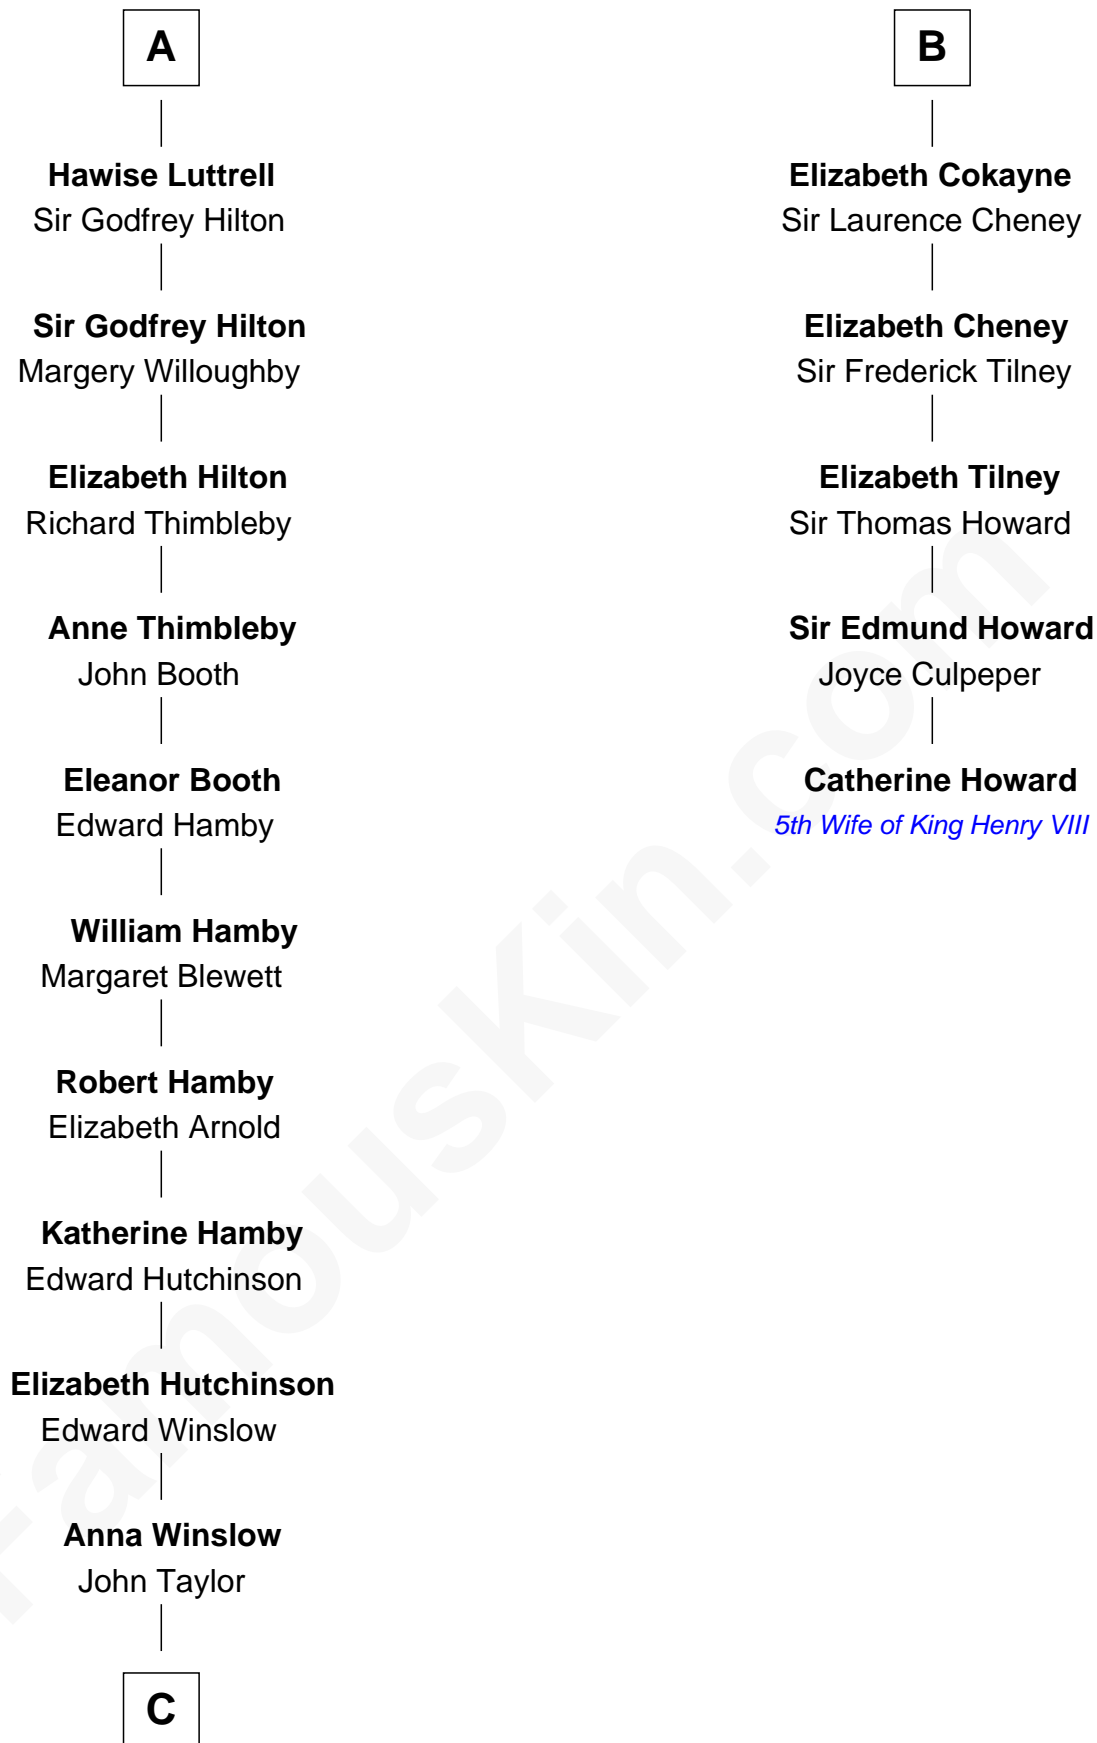 A
Hawise Luttrell
Sir Godfrey Hilton
Sir Godfrey Hilton
Margery Willoughby
Elizabeth Hilton
Richard Thimbleby
Anne Thimbleby
John Booth
Eleanor Booth
Edward Hamby
William Hamby
Margaret Blewett
Robert Hamby
Elizabeth Arnold
Katherine Hamby
Edward Hutchinson
Elizabeth Hutchinson
Edward Winslow
Anna Winslow
John Taylor
C
B
Elizabeth Cokayne
Sir Laurence Cheney
Elizabeth Cheney
Sir Frederick Tilney
Elizabeth Tilney
Sir Thomas Howard
Sir Edmund Howard
Joyce Culpeper
Catherine Howard
5th Wife of King Henry VIII
FamousKin.com